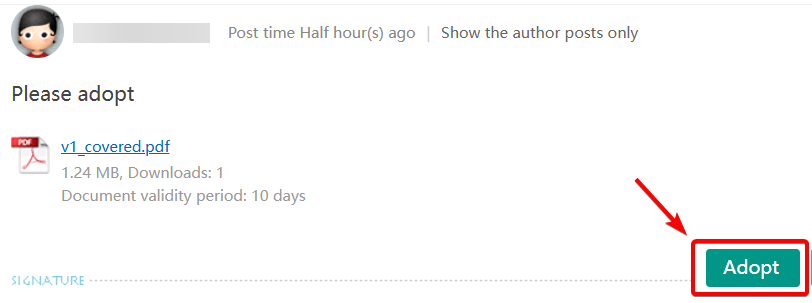 Post time Half hour(s) ago | Show the author posts only
Please adopt
PDF
v1_covered.pdf
1.24 MB, Downloads: 1
Document validity period: 10 days
Adopt
SIGNATURE